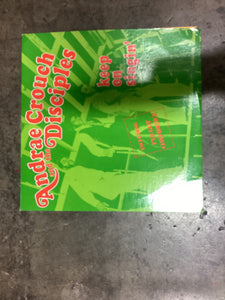 Andrae Crouch
and the
Disciples
keep
on
singin'